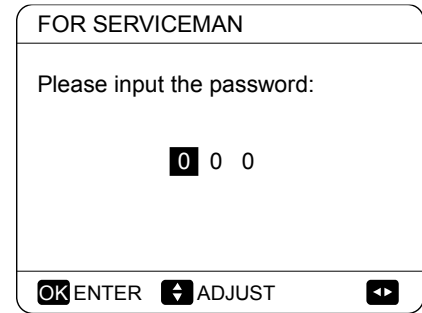 FOR SERVICEMAN
Please input the password:
0 0 0
OK ENTER ADJUST